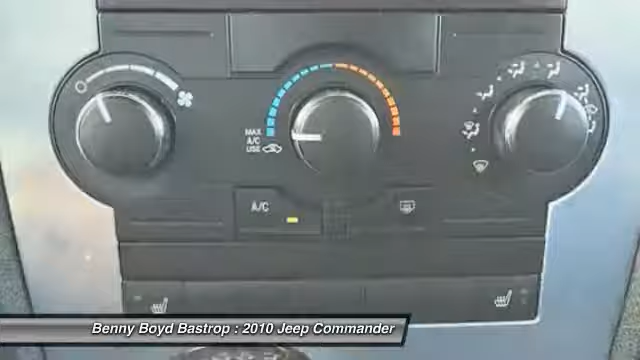 MAX
A/C
USE
A/C
Benny Boyd Bastrop : 2010 Jeep Commander